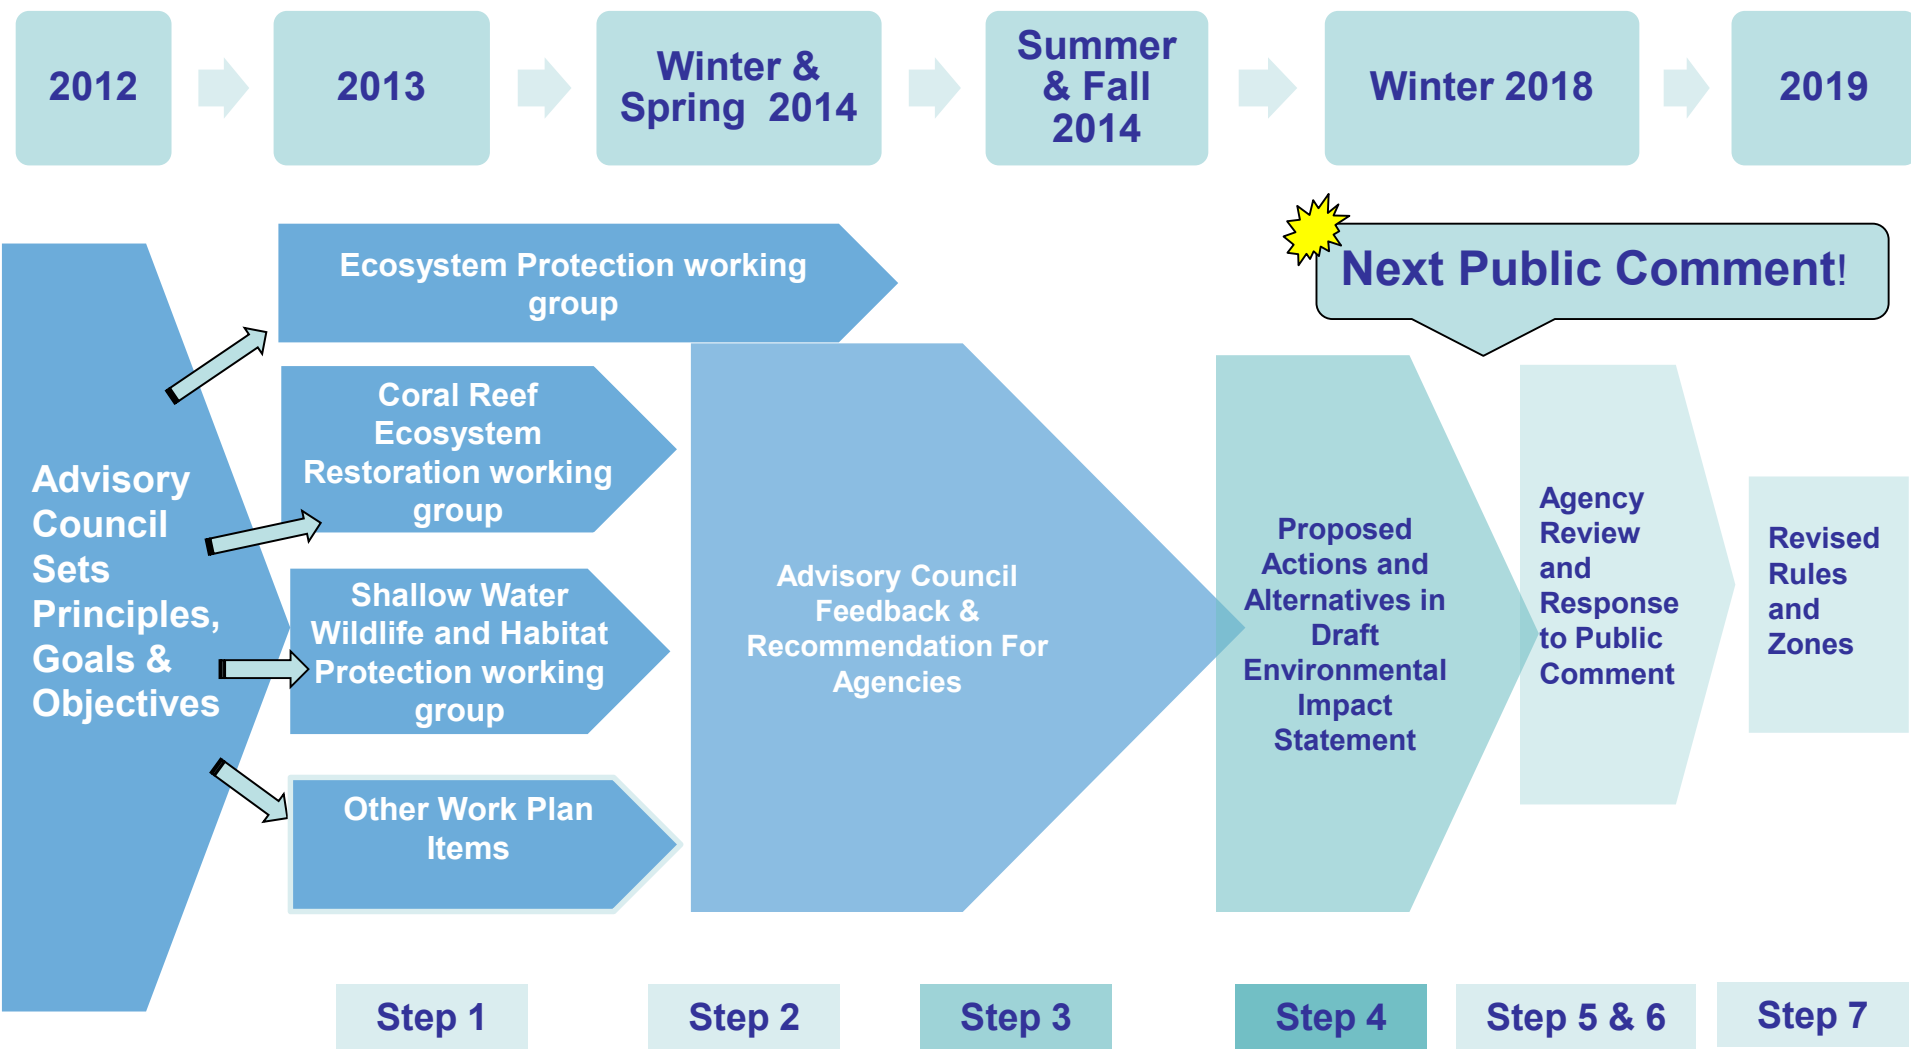 2012
2013
Winter &
Spring 2014
Summer
& Fall
2014
Winter 2018
2019
Next Public Comment!
Advisory
Council
Sets
Principles,
Goals &
Objectives
Ecosystem Protection working
group
Coral Reef
Ecosystem
Restoration working
group
Shallow Water
Wildlife and Habitat
Protection working
group
Other Work Plan
Items
Advisory Council
Feedback &
Recommendation For
Agencies
Proposed
Actions and
Alternatives in
Draft
Environmental
Impact
Statement
Agency
Review
and
Response
to Public
Comment
Revised
Rules
and
Zones
Step 1
Step 2
Step 3
Step 4
Step 5 & 6
Step 7